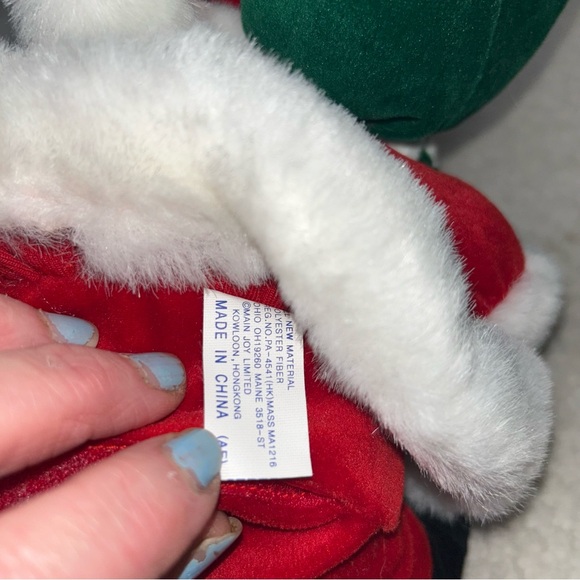 NEW MATERIAL
POLYESTER FIBER
REG.NO.PA-4541(HK)MASS.MA1216
OHIO OH19260 MAINE 3518-ST
©MAIN JOY LIMITED
KOWLOON, HONGKONG
MADE IN CHINA